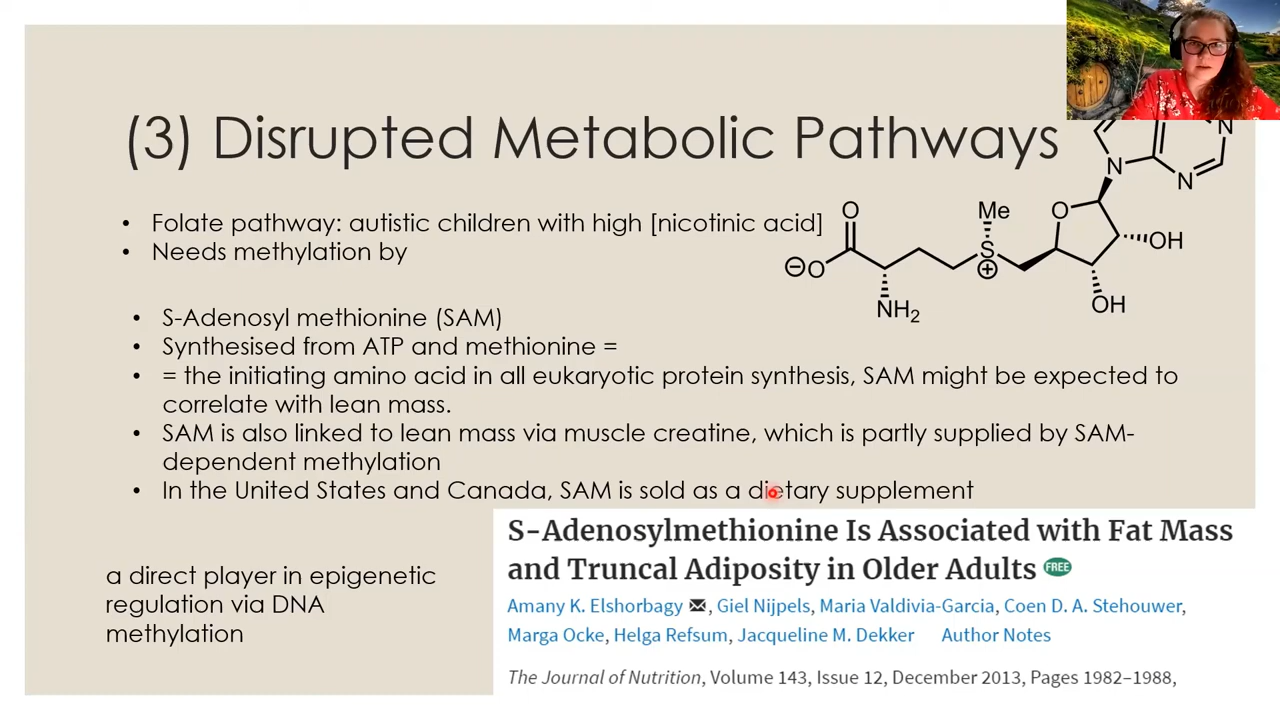 (3) Disrupted Metabolic Pathways
• Folate pathway: autistic children with high [nicotinic acid]
• Needs methylation by
• S-Adenosyl methionine (SAM)
• Synthesised from ATP and methionine =
• = the initiating amino acid in all eukaryotic protein synthesis, SAM might be expected to
correlate with lean mass.
• SAM is also linked to lean mass via muscle creatine, which is partly supplied by SAM-
dependent methylation
• In the United States and Canada, SAM is sold as a dietary supplement
N
N
N
O
Me
O
OH
⊖O
S
⊕
NH2
OH
a direct player in epigenetic
regulation via DNA
methylation
S-Adenosylmethionine Is Associated with Fat Mass
and Truncal Adiposity in Older Adults FREE
Amany K. Elshorbagy ✉, Giel Nijpels, Maria Valdivia-Garcia, Coen D. A. Stehouwer,
Marga Ocke, Helga Refsum, Jacqueline M. Dekker Author Notes
The Journal of Nutrition, Volume 143, Issue 12, December 2013, Pages 1982–1988,